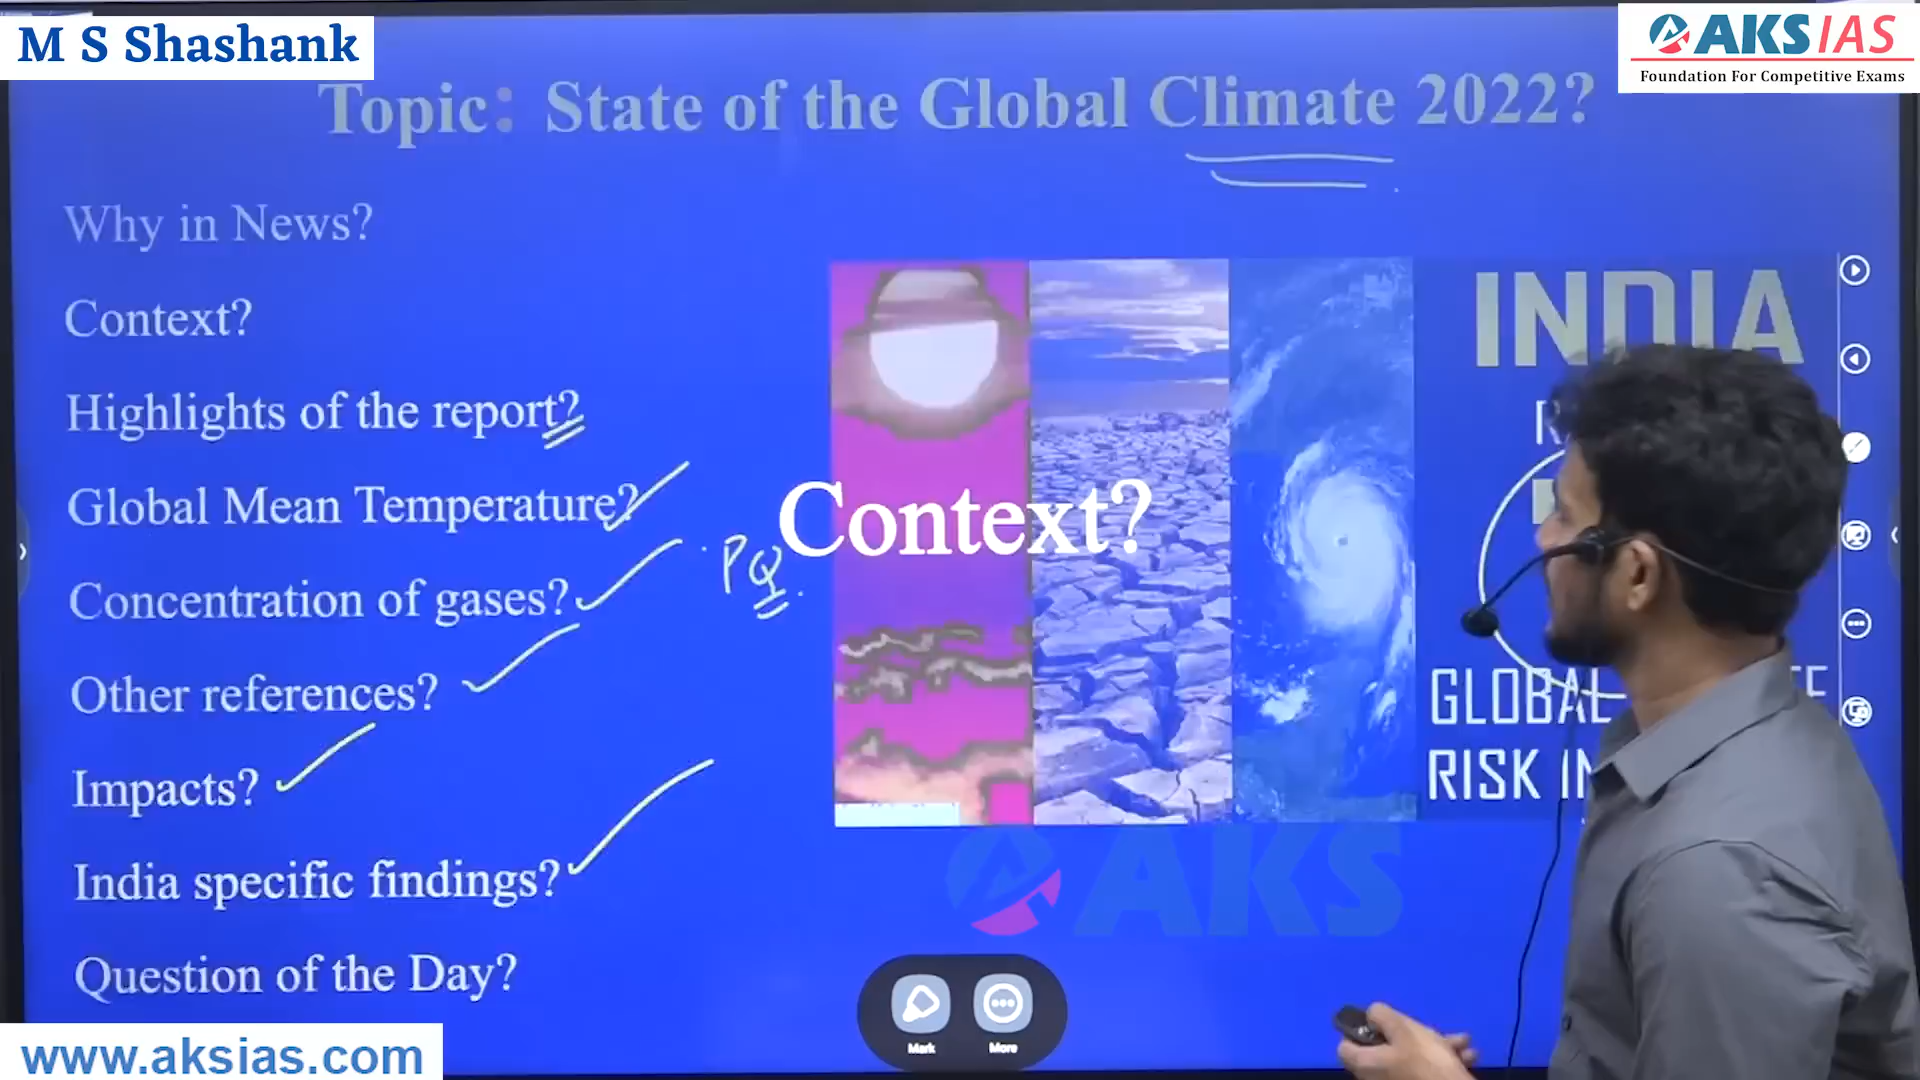 M S Shashank
AKS IAS
Foundation For Competitive Exams
Topic: State of the Global Climate 2022?
Why in News?
Context?
Highlights of the report?
Global Mean Temperature?
Concentration of gases?
Other references?
Impacts?
India specific findings?
Question of the Day?
PQ
Context?
INDIA
GLOBAL
RISK
AKS
Mark
More
www.aksias.com